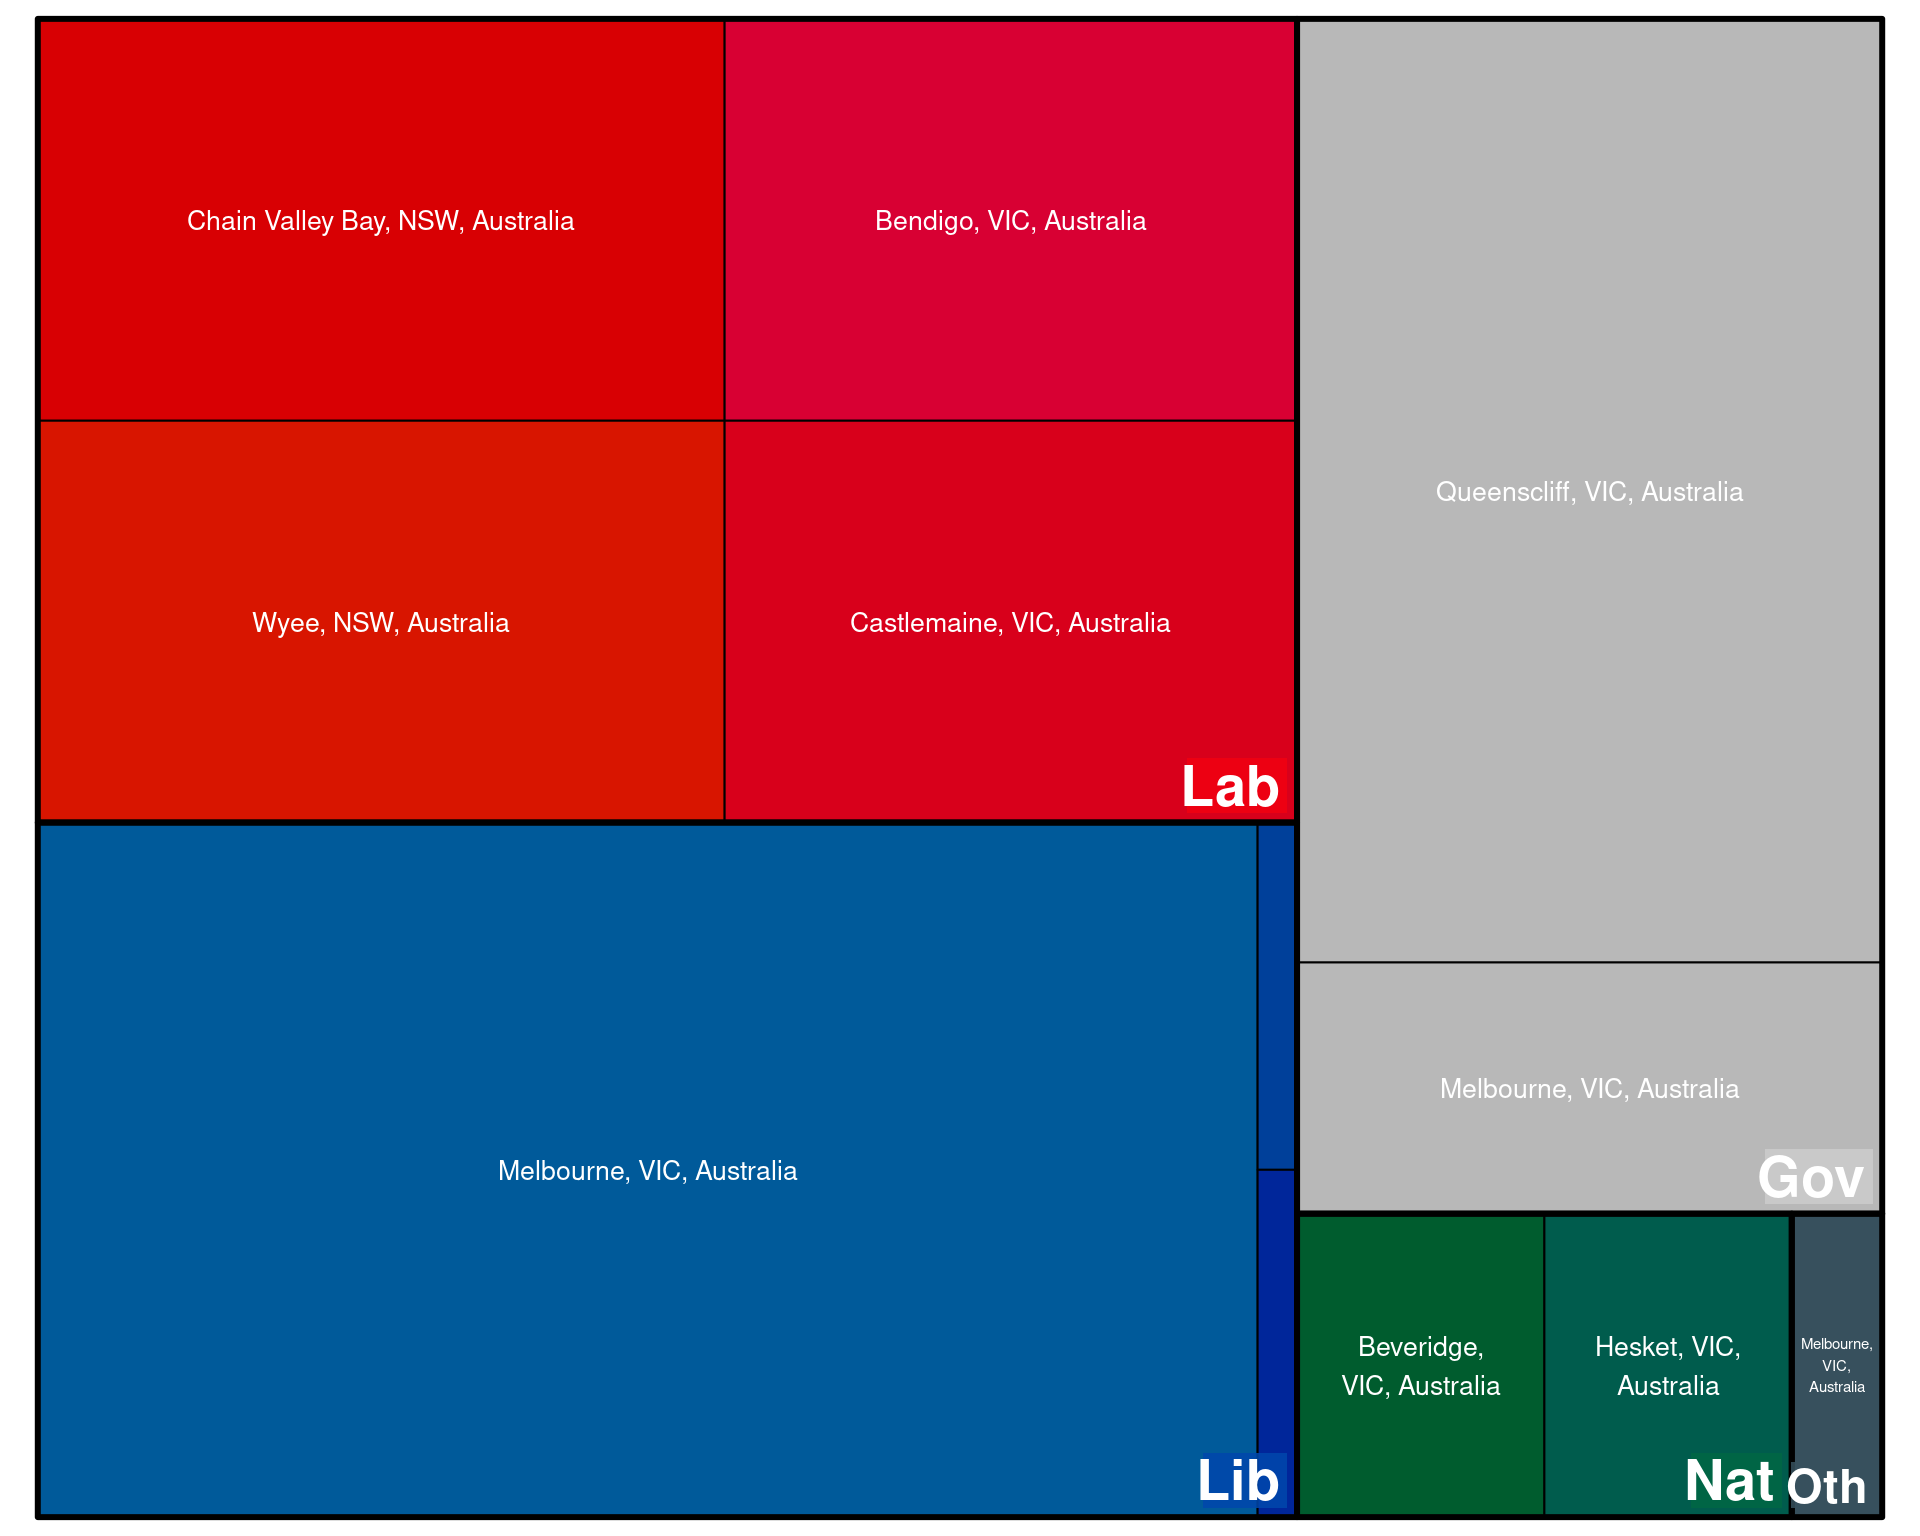 Chain Valley Bay, NSW, Australia
Bendigo, VIC, Australia
Wyee, NSW, Australia
Castlemaine, VIC, Australia
Lab
Melbourne, VIC, Australia
Lib
Queenscliff, VIC, Australia
Melbourne, VIC, Australia
Gov
Beveridge,
VIC, Australia
Hesket, VIC,
Australia
Nat
Melbourne,
VIC,
Australia
Oth